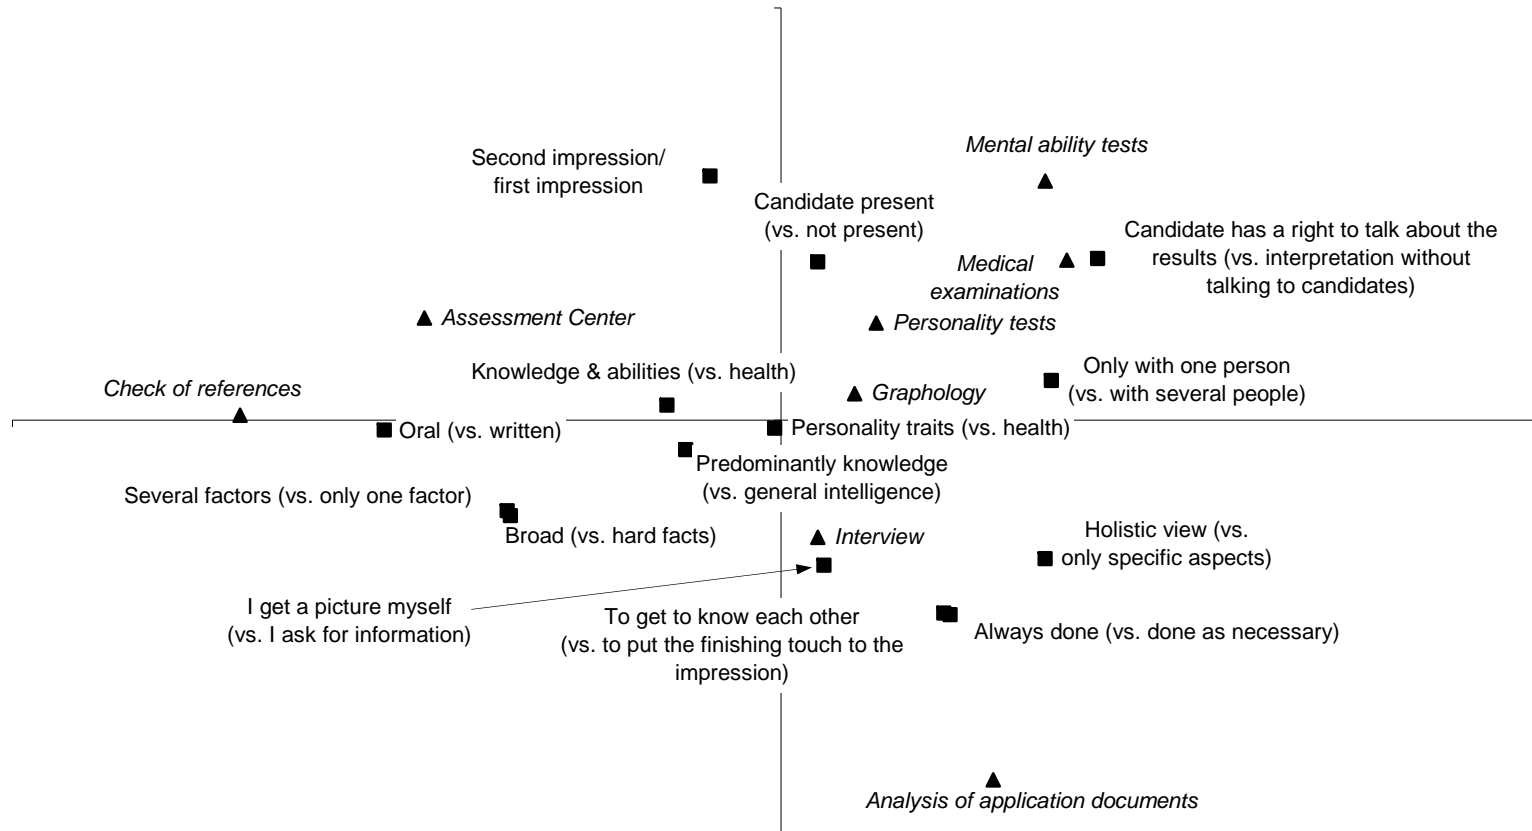 Mental ability tests
Second impression/
first impression
Candidate present
(vs. not present)
Candidate has a right to talk about the
results (vs. interpretation without
talking to candidates)
Medical
examinations
Assessment Center
Personality tests
Knowledge & abilities (vs. health)
Only with one person
(vs. with several people)
Check of references
Graphology
Oral (vs. written)
Personality traits (vs. health)
Predominantly knowledge
(vs. general intelligence)
Several factors (vs. only one factor)
Broad (vs. hard facts)
Interview
Holistic view (vs.
only specific aspects)
I get a picture myself
(vs. I ask for information)
To get to know each other
(vs. to put the finishing touch to the
impression)
Always done (vs. done as necessary)
Analysis of application documents